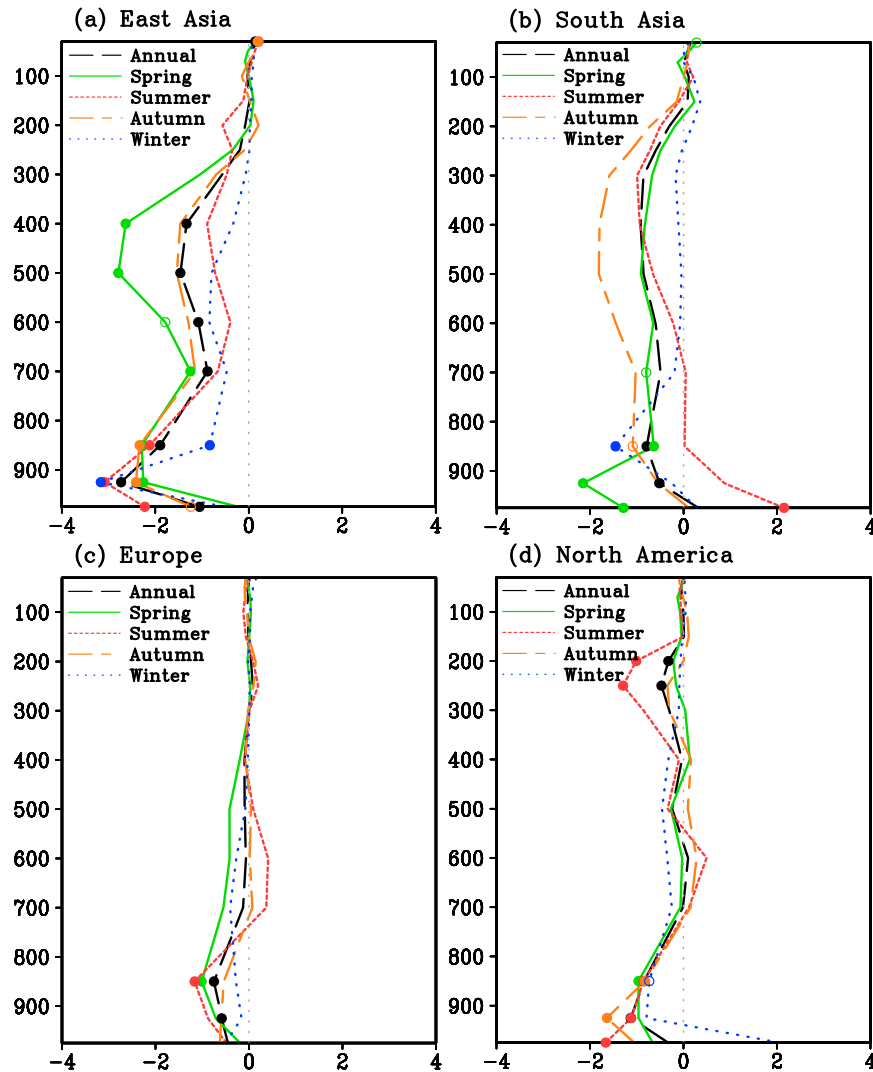 (a) East Asia
Annual
Spring
Summer
Autumn
Winter
100
200
300
400
500
600
700
800
900
-4 -2 0 2 4
(b) South Asia
Annual
Spring
Summer
Autumn
Winter
100
200
300
400
500
600
700
800
900
-4 -2 0 2 4
(c) Europe
Annual
Spring
Summer
Autumn
Winter
100
200
300
400
500
600
700
800
900
-4 -2 0 2 4
(d) North America
Annual
Spring
Summer
Autumn
Winter
100
200
300
400
500
600
700
800
900
-4 -2 0 2 4